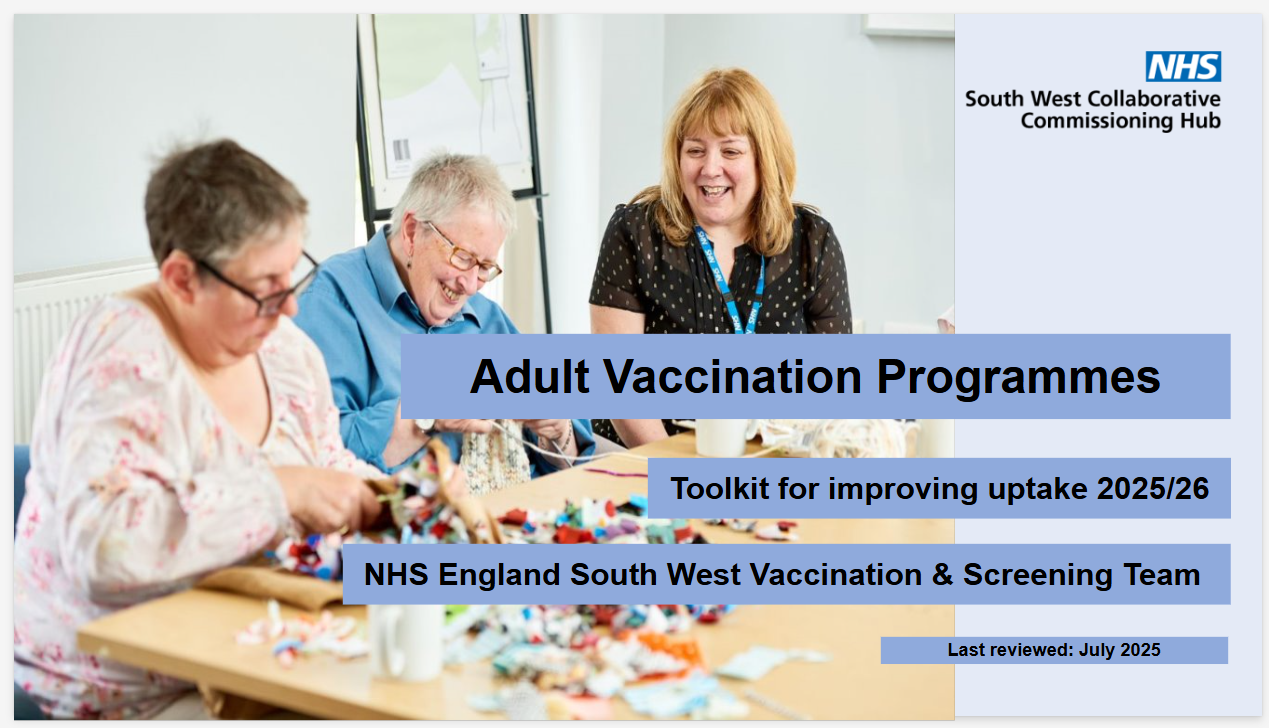 NHS
South West Collaborative
Commissioning Hub
Adult Vaccination Programmes
Toolkit for improving uptake 2025/26
NHS England South West Vaccination & Screening Team
Last reviewed: July 2025